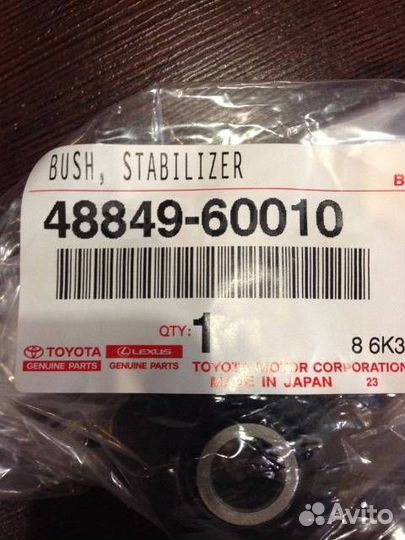 BUSH, STABILIZER
48849-60010
QTY: 1
8 6K3
TOYOTA LEXUS TOYOTA MOTOR CORPORATION
GENUINE PARTS GENUINE PARTS MADE IN JAPAN 23
Avito